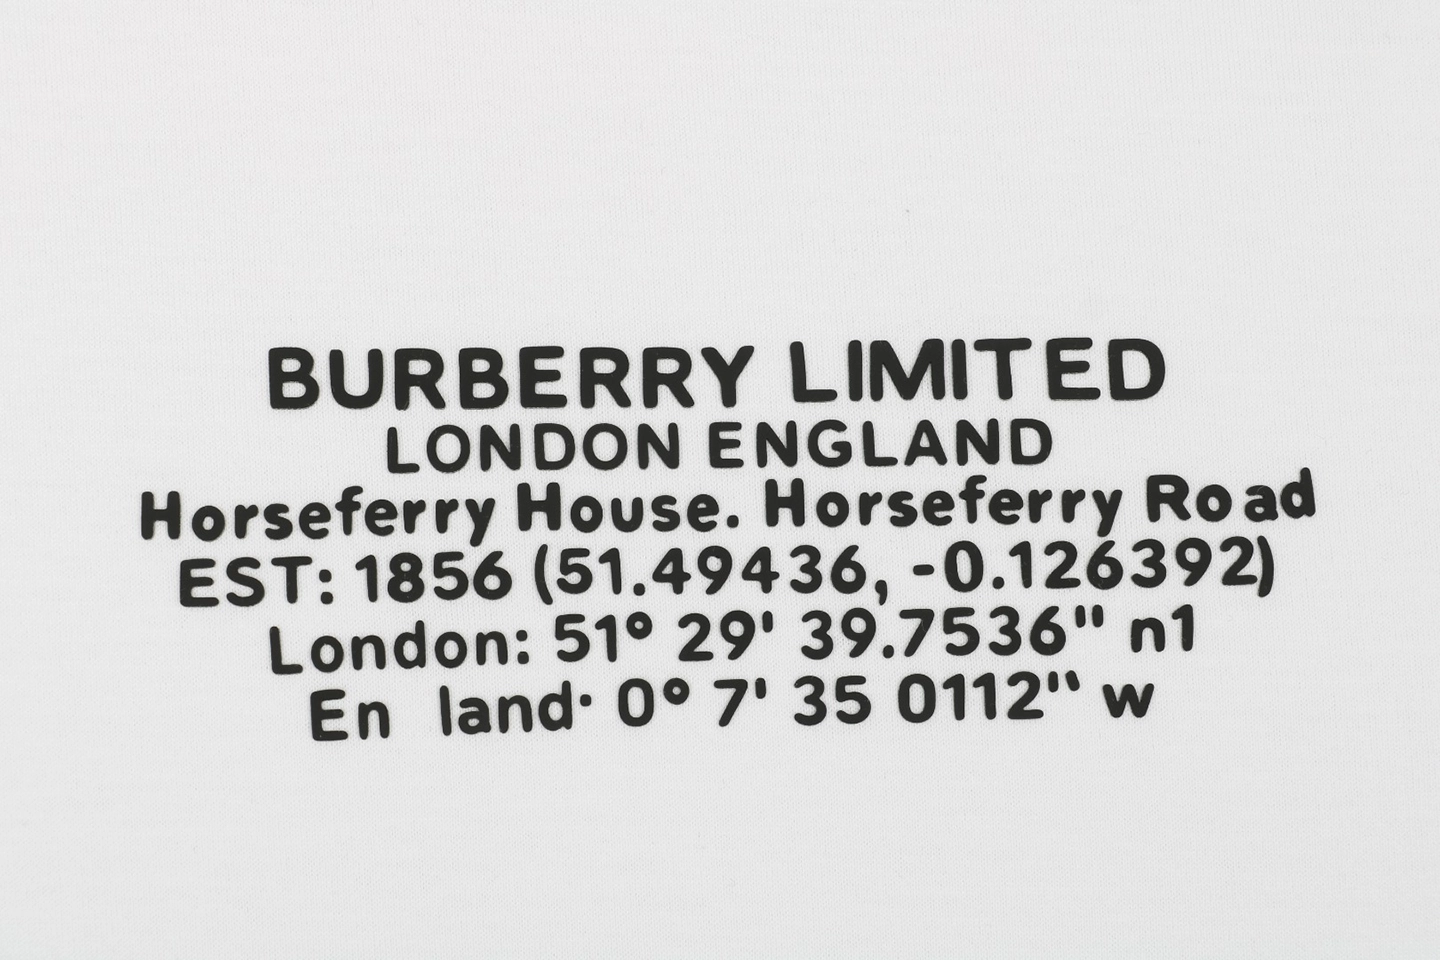 BURBERRY LIMITED
LONDON ENGLAND
Horseferry House. Horseferry Road
EST: 1856 (51.49436, -0.126392)
London: 51° 29' 39.7536" n1
En land· 0° 7' 35 0112" w